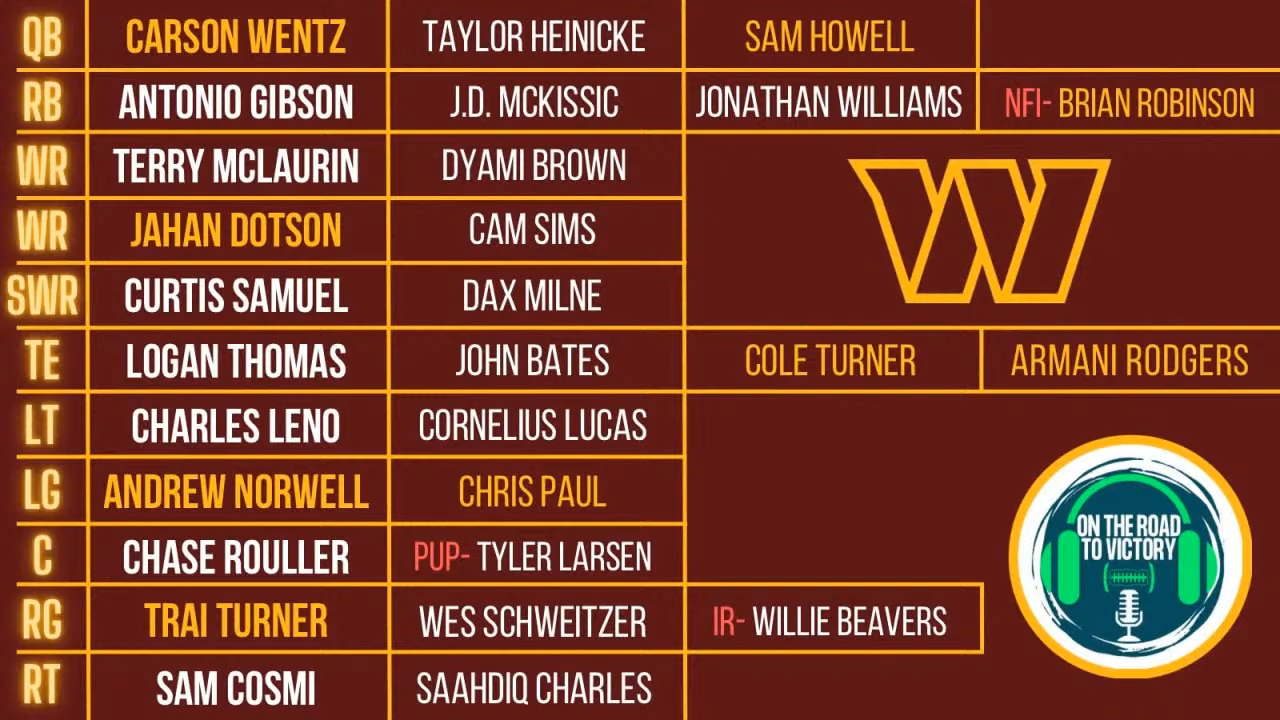 QB CARSON WENTZ TAYLOR HEINICKE SAM HOWELL
RB ANTONIO GIBSON J.D. MCKISSIC JONATHAN WILLIAMS NFI- BRIAN ROBINSON
WR TERRY MCLAURIN DYAMI BROWN
WR JAHAN DOTSON CAM SIMS
SWR CURTIS SAMUEL DAX MILNE
TE LOGAN THOMAS JOHN BATES COLE TURNER ARMANI RODGERS
LT CHARLES LENO CORNELIUS LUCAS
LG ANDREW NORWELL CHRIS PAUL
C CHASE ROULLER PUP- TYLER LARSEN
RG TRAI TURNER WES SCHWEITZER IR- WILLIE BEAVERS
RT SAM COSMI SAAHDIQ CHARLES
W
ON THE ROAD
TO VICTORY